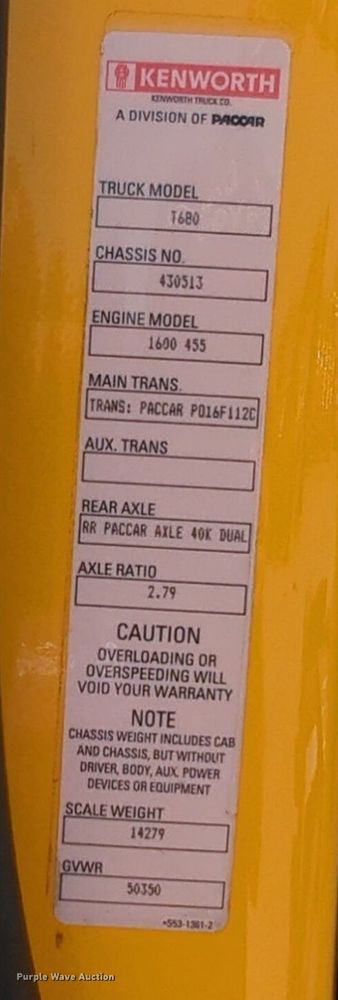 KENWORTH
KENWORTH TRUCK CO.
A DIVISION OF PACCAR
TRUCK MODEL
T680
CHASSIS NO.
430513
ENGINE MODEL
1600 455
MAIN TRANS.
TRANS: PACCAR PO16F112C
AUX. TRANS
REAR AXLE
RR PACCAR AXLE 40K DUAL
AXLE RATIO
2.79
CAUTION
OVERLOADING OR
OVERSPEEDING WILL
VOID YOUR WARRANTY
NOTE
CHASSIS WEIGHT INCLUDES CAB
AND CHASSIS, BUT WITHOUT
DRIVER, BODY, AUX. POWER
DEVICES OR EQUIPMENT
SCALE WEIGHT
14279
GVWR
50350
•S53-1361-2
Purple Wave Auction